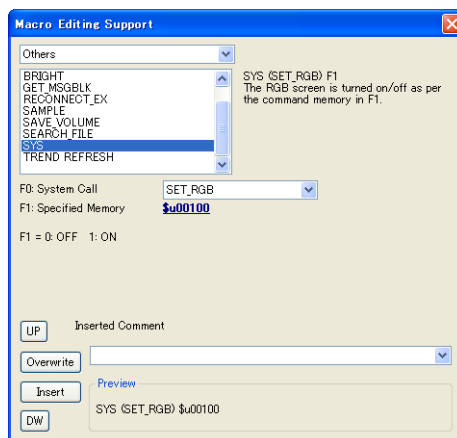 Macro Editing Support
Others
BRIGHT
GET_MSGBLK
RECONNECT_EX
SAMPLE
SAVE_VOLUME
SEARCH_FILE
SYS
TREND REFRESH
SYS (SET_RGB) F1
The RGB screen is turned on/off as per
the command memory in F1.
F0: System Call
SET_RGB
F1: Specified Memory
$u00100
F1 = 0: OFF 1: ON
UP
Inserted Comment
Overwrite
Insert
DW
Preview
SYS (SET_RGB) $u00100